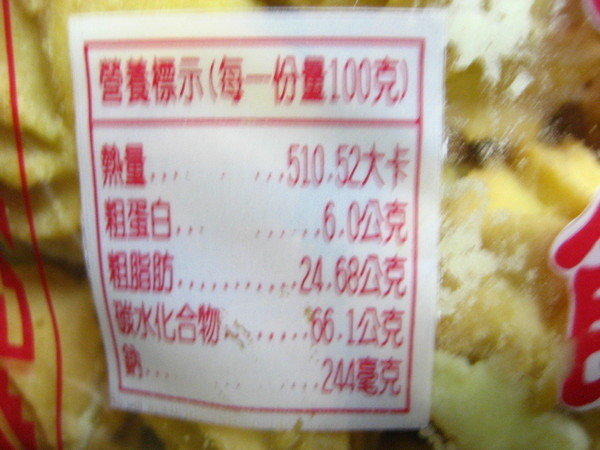 營養標示(每一份量100克)
熱量... ...510.52大卡
粗蛋白... ......6.0公克
粗脂肪...........24.68公克
碳水化合物........66.1公克
鈉.... ......244毫克